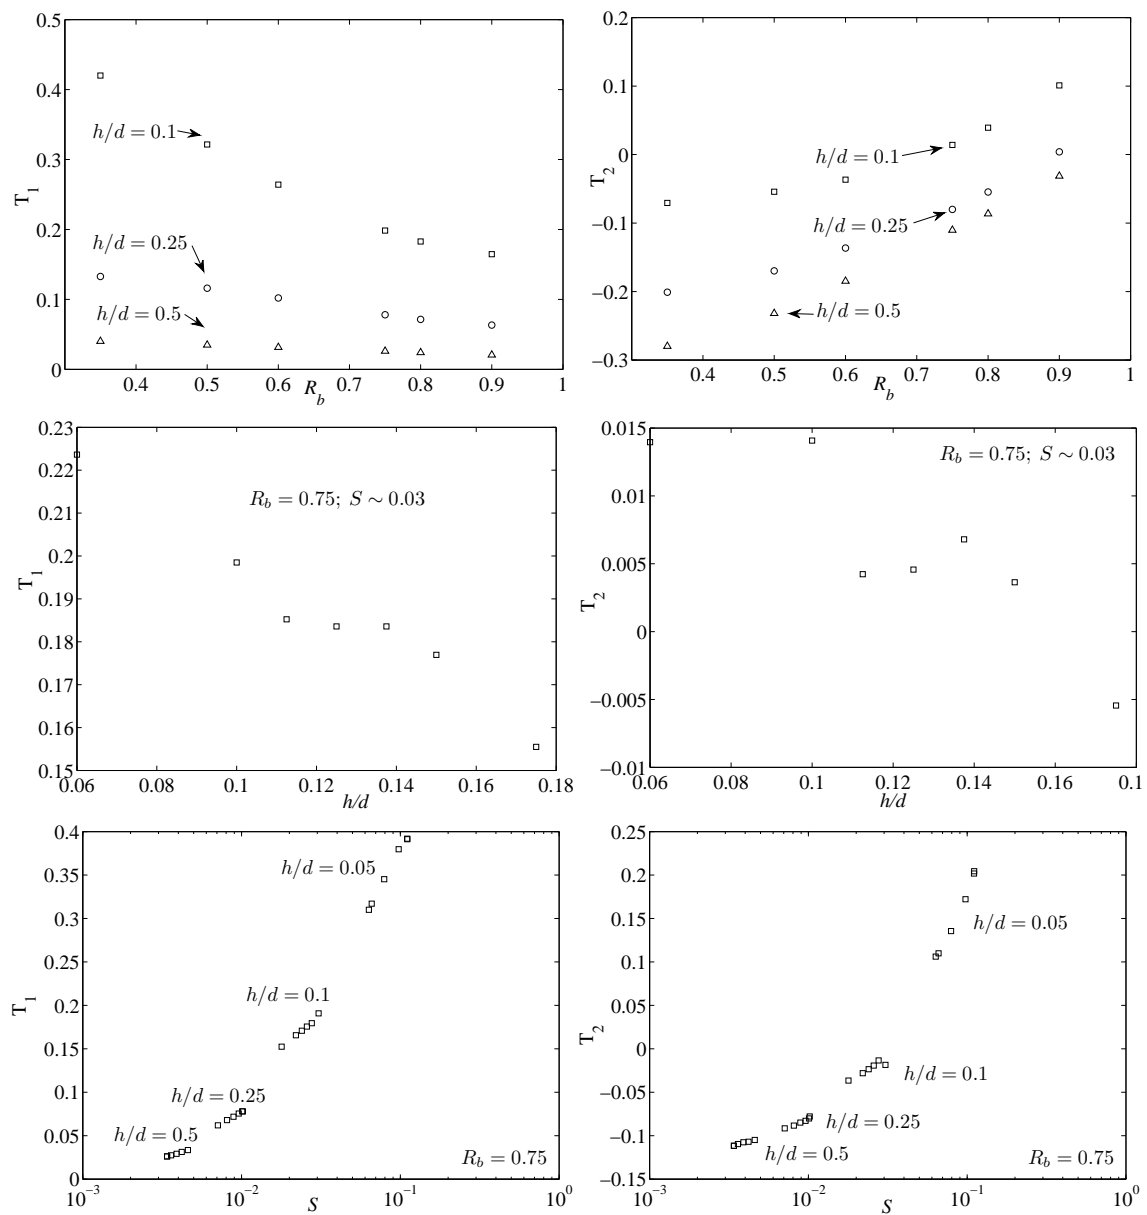 0.5
0.4
0.3
0.2
0.1
0
T₁
h/d = 0.1
h/d = 0.25
h/d = 0.5
0.4 0.5 0.6 0.7 0.8 0.9 1
R_b
0.2
0.1
0
−0.1
−0.2
−0.3
T₂
h/d = 0.1
h/d = 0.25
h/d = 0.5
0.4 0.5 0.6 0.7 0.8 0.9 1
R_b
0.23
0.22
0.21
0.2
0.19
0.18
0.17
0.16
0.15
T₁
R_b = 0.75; S ∼ 0.03
0.06 0.08 0.1 0.12 0.14 0.16 0.18
h/d
0.015
0.01
0.005
0
−0.005
−0.01
T₂
R_b = 0.75; S ∼ 0.03
0.06 0.08 0.1 0.12 0.14 0.16 0.1
h/d
0.4
0.35
0.3
0.25
0.2
0.15
0.1
0.05
0
T₁
h/d = 0.05
h/d = 0.1
h/d = 0.25
h/d = 0.5
R_b = 0.75
10⁻³ 10⁻² 10⁻¹ 10⁰
S
0.25
0.2
0.15
0.1
0.05
0
−0.05
−0.1
−0.15
T₂
h/d = 0.05
h/d = 0.1
h/d = 0.25
h/d = 0.5
R_b = 0.75
10⁻³ 10⁻² 10⁻¹ 10⁰
S